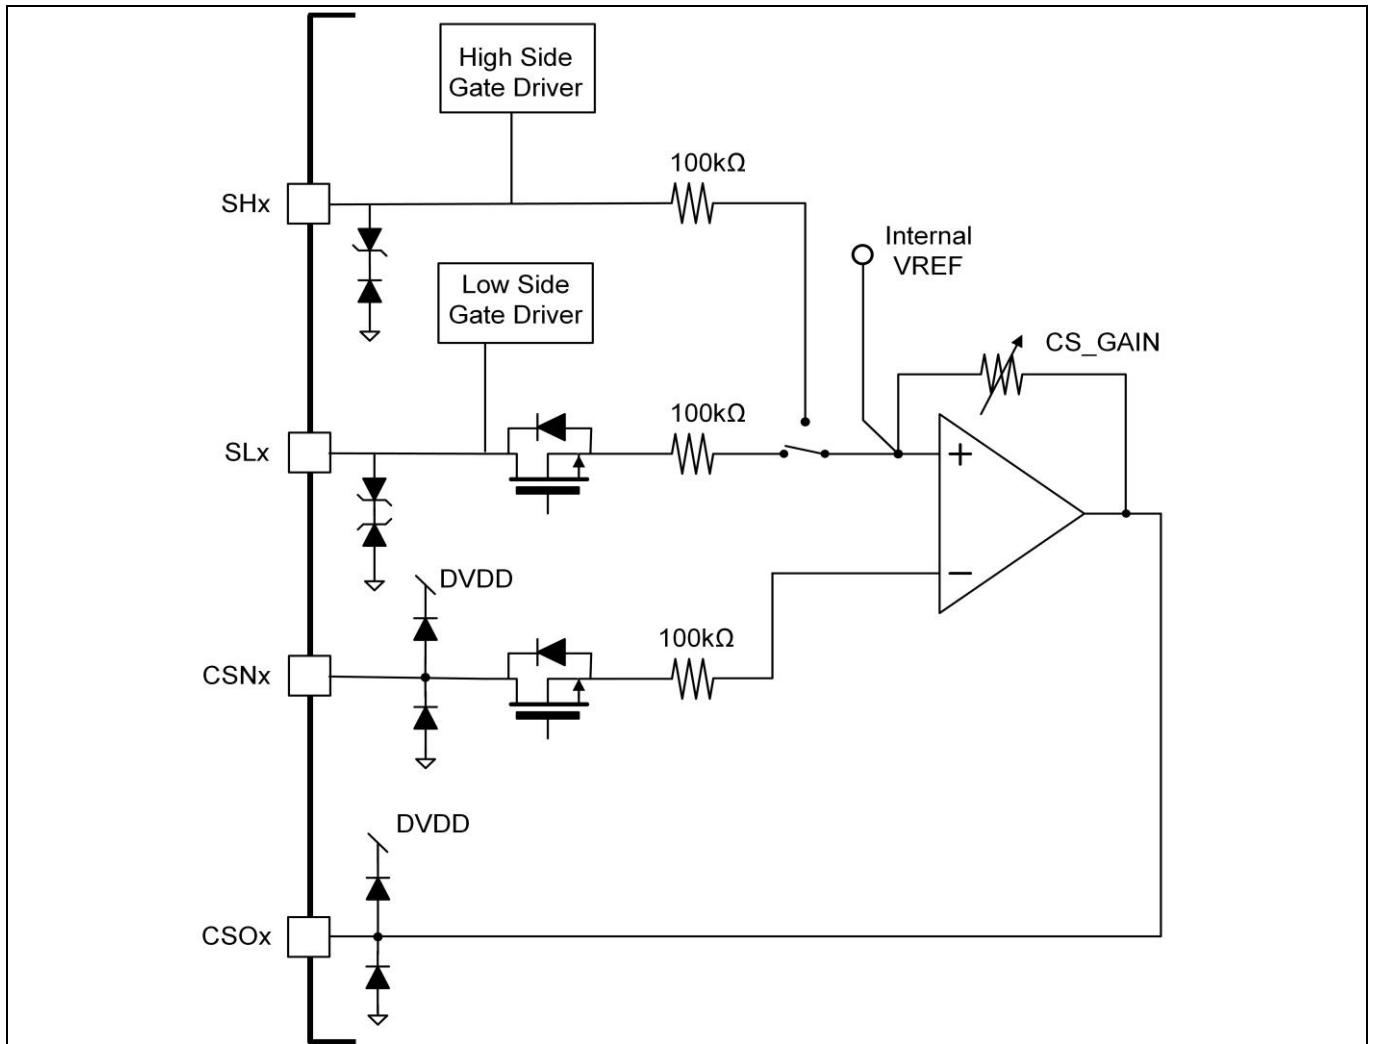 High Side
Gate Driver
100kΩ
SHx
Internal
VREF
Low Side
Gate Driver
CS_GAIN
100kΩ
SLx
+
DVDD
−
100kΩ
CSNx
DVDD
CSOx